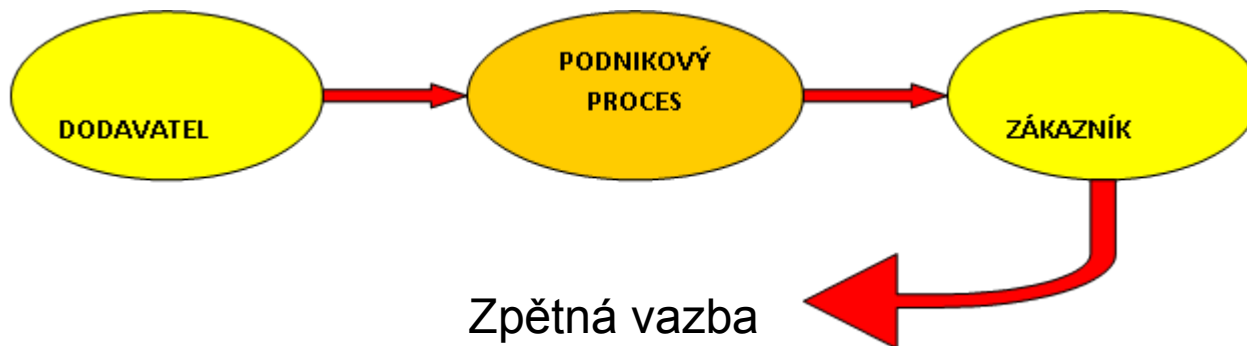 DODAVATEL
PODNIKOVÝ
PROCES
ZÁKAZNÍK
Zpětná vazba